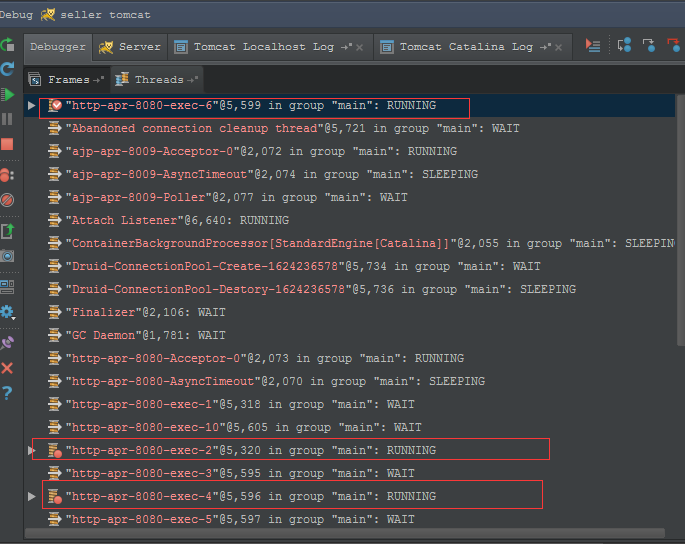 Debug seller tomcat
Debugger Server Tomcat Localhost Log Tomcat Catalina Log
Frames Threads
"http-apr-8080-exec-6"@5,599 in group "main": RUNNING
"Abandoned connection cleanup thread"@5,721 in group "main": WAIT
"ajp-apr-8009-Acceptor-0"@2,072 in group "main": RUNNING
"ajp-apr-8009-AsyncTimeout"@2,074 in group "main": SLEEPING
"ajp-apr-8009-Poller"@2,077 in group "main": WAIT
"Attach Listener"@6,640: RUNNING
"ContainerBackgroundProcessor[StandardEngine[Catalina]]"@2,055 in group "main": SLEEPING
"Druid-ConnectionPool-Create-1624236578"@5,734 in group "main": WAIT
"Druid-ConnectionPool-Destory-1624236578"@5,736 in group "main": SLEEPING
"Finalizer"@2,106: WAIT
"GC Daemon"@1,781: WAIT
"http-apr-8080-Acceptor-0"@2,073 in group "main": RUNNING
"http-apr-8080-AsyncTimeout"@2,070 in group "main": SLEEPING
"http-apr-8080-exec-1"@5,318 in group "main": WAIT
"http-apr-8080-exec-10"@5,605 in group "main": WAIT
"http-apr-8080-exec-2"@5,320 in group "main": RUNNING
"http-apr-8080-exec-3"@5,595 in group "main": WAIT
"http-apr-8080-exec-4"@5,596 in group "main": RUNNING
"http-apr-8080-exec-5"@5,597 in group "main": WAIT